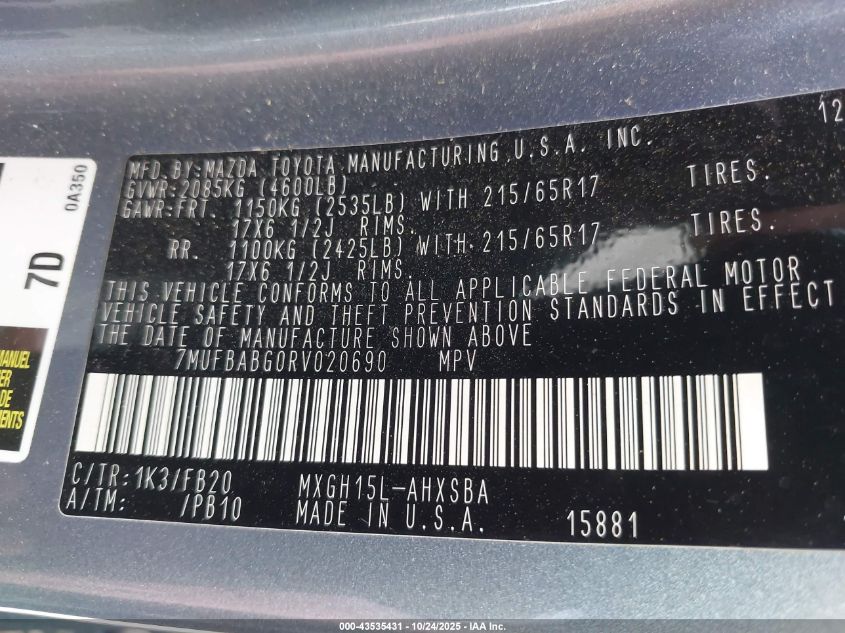 12
MFD.BY:MAZDA TOYOTA MANUFACTURING U.S.A. INC.
GVWR:2085KG (4600LB)
GAWR:FRT. 1150KG (2535LB) WITH 215/65R17 TIRES.
17X6 1/2J RIMS.
RR. 1100KG (2425LB) WITH 215/65R17 TIRES.
17X6 1/2J RIMS.
THIS VEHICLE CONFORMS TO ALL APPLICABLE FEDERAL MOTOR
VEHICLE SAFETY AND THEFT PREVENTION STANDARDS IN EFFECT
THE DATE OF MANUFACTURE SHOWN ABOVE
7MUFBABG0RV020690 MPV
C/TR:1K3/FB20 MXGH15L-AHXSBA
A/TM: /PB10 MADE IN U.S.A. 15881
0A350
7D
MANUEL
DE
000-43535431 - 10/24/2025 - IAA Inc.